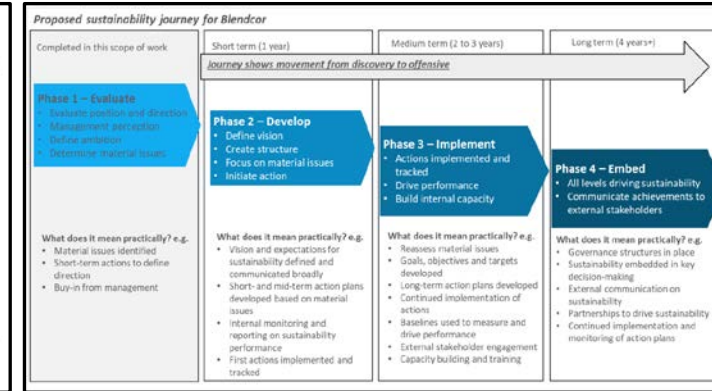 Proposed sustainability journey for Blendcor
Completed in this scope of work
Short term (1 year)
Medium term (2 to 3 years)
Long term (4 years+)
Journey shows movement from discovery to offensive
Phase 1 – Evaluate
• Evaluate position and direction
• Management perception
• Define ambition
• Determine material issues
Phase 2 – Develop
• Define vision
• Create structure
• Focus on material issues
• Initiate action
Phase 3 – Implement
• Actions implemented and
tracked
• Drive performance
• Build internal capacity
Phase 4 – Embed
• All levels driving sustainability
• Communicate achievements to
external stakeholders
What does it mean practically? e.g.
• Material issues identified
• Short-term actions to define
direction
• Buy-in from management
What does it mean practically? e.g.
• Vision and expectations for
sustainability defined and
communicated broadly
• Short- and mid-term action plans
developed based on material
issues
• Internal monitoring and
reporting on sustainability
performance
• First actions implemented and
tracked
What does it mean practically? e.g.
• Reassess material issues
• Goals, objectives and targets
developed
• Long-term action plans developed
• Continued implementation of
actions
• Baselines used to measure and
drive performance
• External stakeholder engagement
• Capacity building and training
What does it mean practically? e.g.
• Governance structures in place
• Sustainability embedded in key
decision-making
• External communication on
sustainability
• Partnerships to drive sustainability
• Continued implementation and
monitoring of action plans